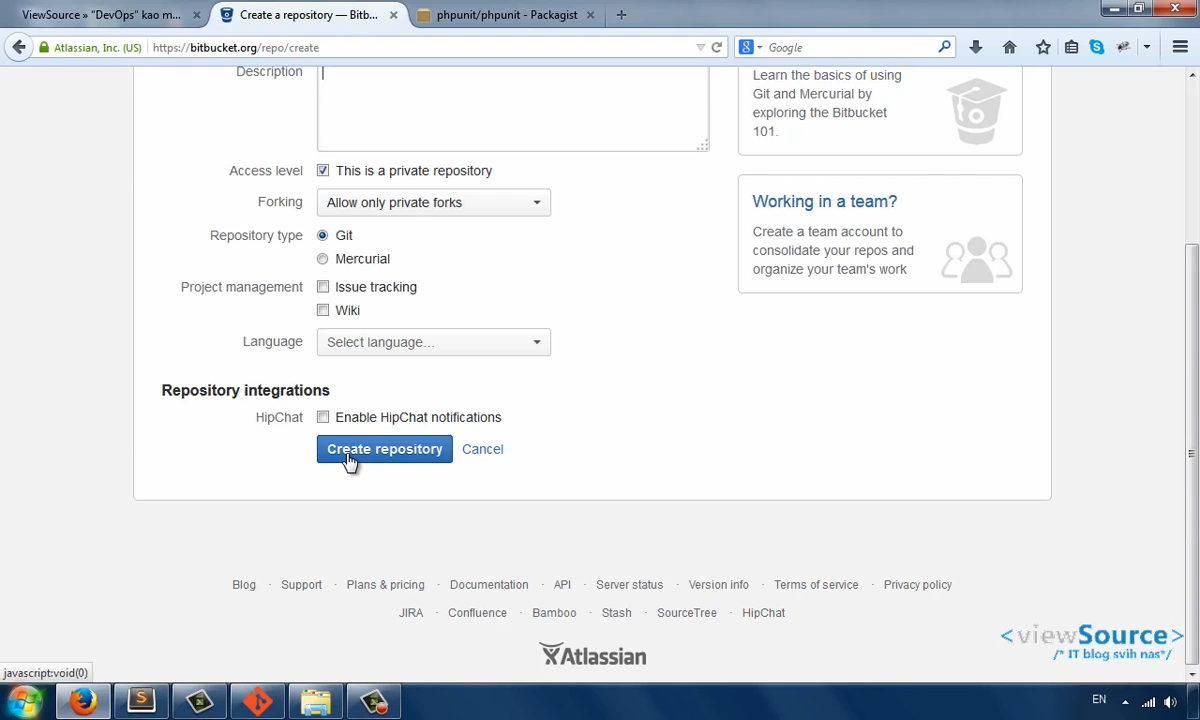 ViewSource » "DevOps" kao m...
Create a repository — Bitb...
phpunit/phpunit - Packagist
Atlassian, Inc. (US)
https://bitbucket.org/repo/create
Google
Description
Learn the basics of using
Git and Mercurial by
exploring the Bitbucket
101.
Access level
This is a private repository
Forking
Allow only private forks
Repository type
Git
Mercurial
Working in a team?
Create a team account to
consolidate your repos and
organize your team's work
Project management
Issue tracking
Wiki
Language
Select language...
Repository integrations
HipChat
Enable HipChat notifications
Create repository
Cancel
Blog · Support · Plans & pricing · Documentation · API · Server status · Version info · Terms of service · Privacy policy
JIRA · Confluence · Bamboo · Stash · SourceTree · HipChat
Atlassian
<viewSource>
/* IT blog svih nas*/
javascript:void(0)
EN